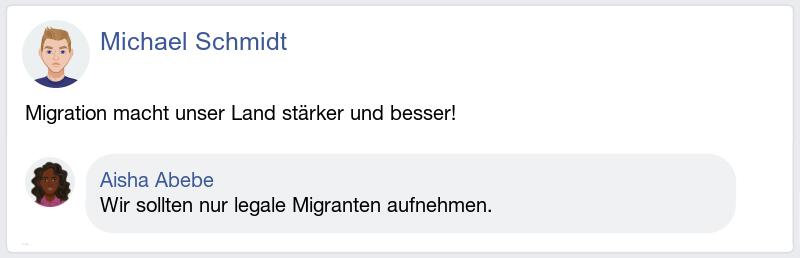 Michael Schmidt
Migration macht unser Land stärker und besser!
Aisha Abebe
Wir sollten nur legale Migranten aufnehmen.